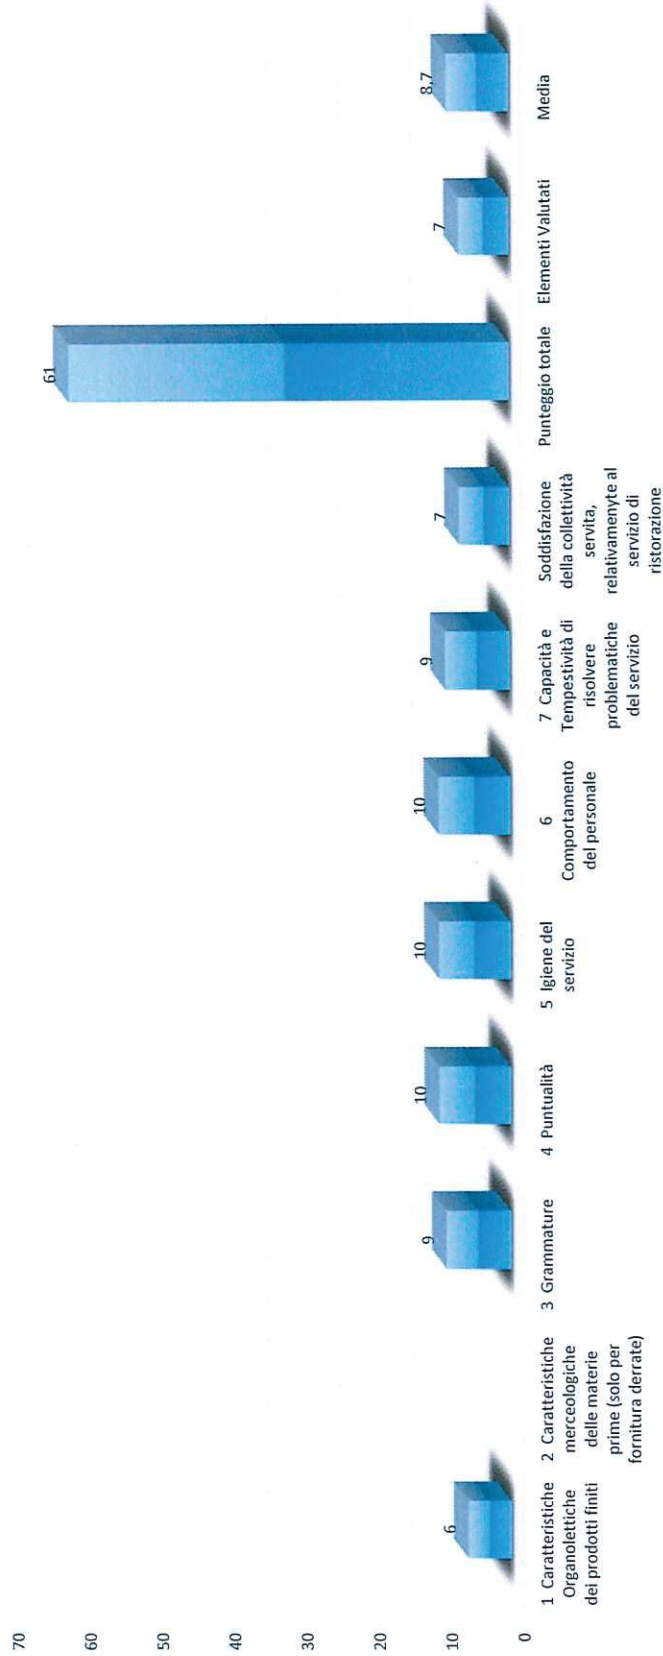 70
60
50
40
30
20
10
0
6
9
10
10
10
9
7
61
7
8,7
1 Caratteristiche
Organolettiche
dei prodotti finiti
2 Caratteristiche
merceologiche
delle materie
prime (solo per
fornitura derrate)
3 Grammature
4 Puntualità
5 Igiene del
servizio
6
Comportamento
del personale
7 Capacità e
Tempestività di
risolvere
problematiche
del servizio
Soddisfazione
della collettività
servita,
relativamenyte al
servizio di
ristorazione
Punteggio totale
Elementi Valutati
Media